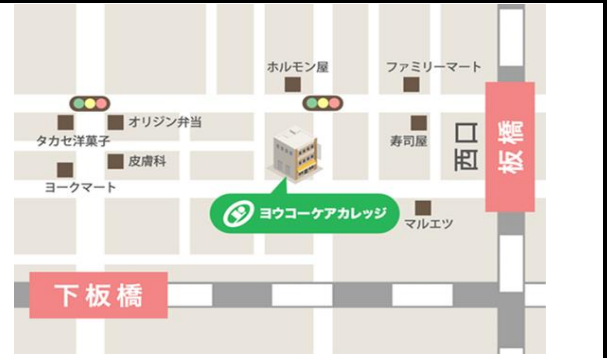 ホルモン屋
ファミリーマート
オリジン弁当
タカセ洋菓子
寿司屋
西口
板橋
皮膚科
ヨークマート
ヨウコーケアカレッジ
マルエツ
下板橋